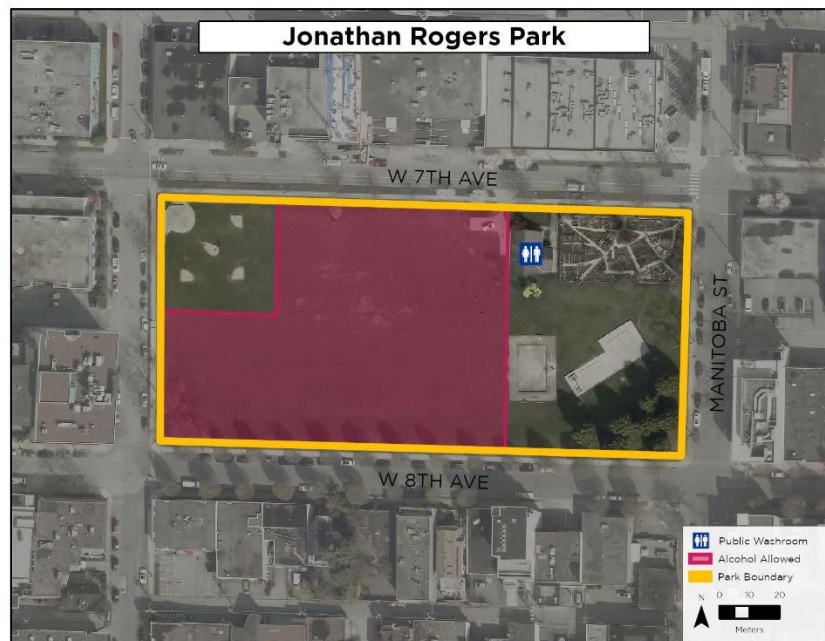 Jonathan Rogers Park
W 7TH AVE
MANITOBA ST
W 8TH AVE
Public Washroom
Alcohol Allowed
Park Boundary
N
0 10 20
Meters